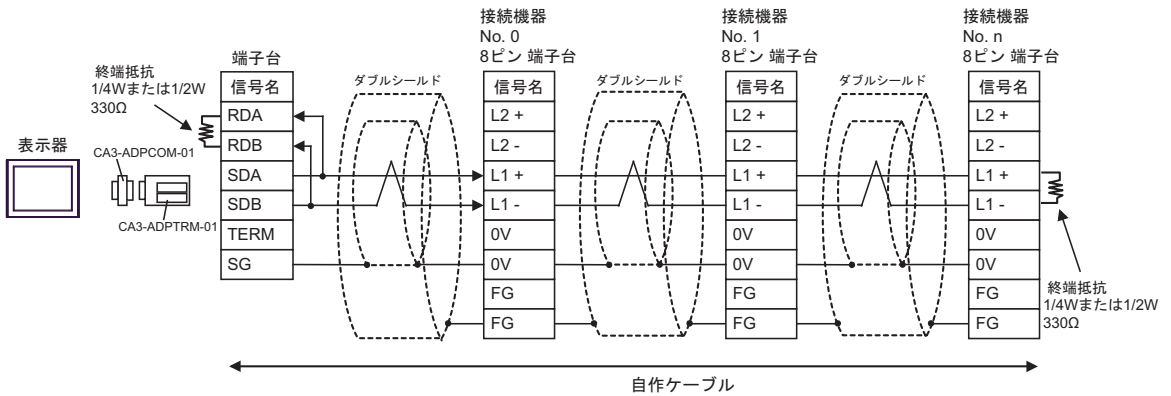 接続機器
No. 0
8ピン 端子台
接続機器
No. 1
8ピン 端子台
接続機器
No. n
8ピン 端子台
端子台
終端抵抗
1/4Wまたは1/2W
330Ω
表示器
CA3-ADPCOM-01
CA3-ADPTRM-01
信号名
RDA
RDB
SDA
SDB
TERM
SG
ダブルシールド
信号名
L2 +
L2 -
L1 +
L1 -
0V
0V
FG
FG
ダブルシールド
信号名
L2 +
L2 -
L1 +
L1 -
0V
0V
FG
FG
ダブルシールド
信号名
L2 +
L2 -
L1 +
L1 -
0V
0V
FG
FG
終端抵抗
1/4Wまたは1/2W
330Ω
自作ケーブル